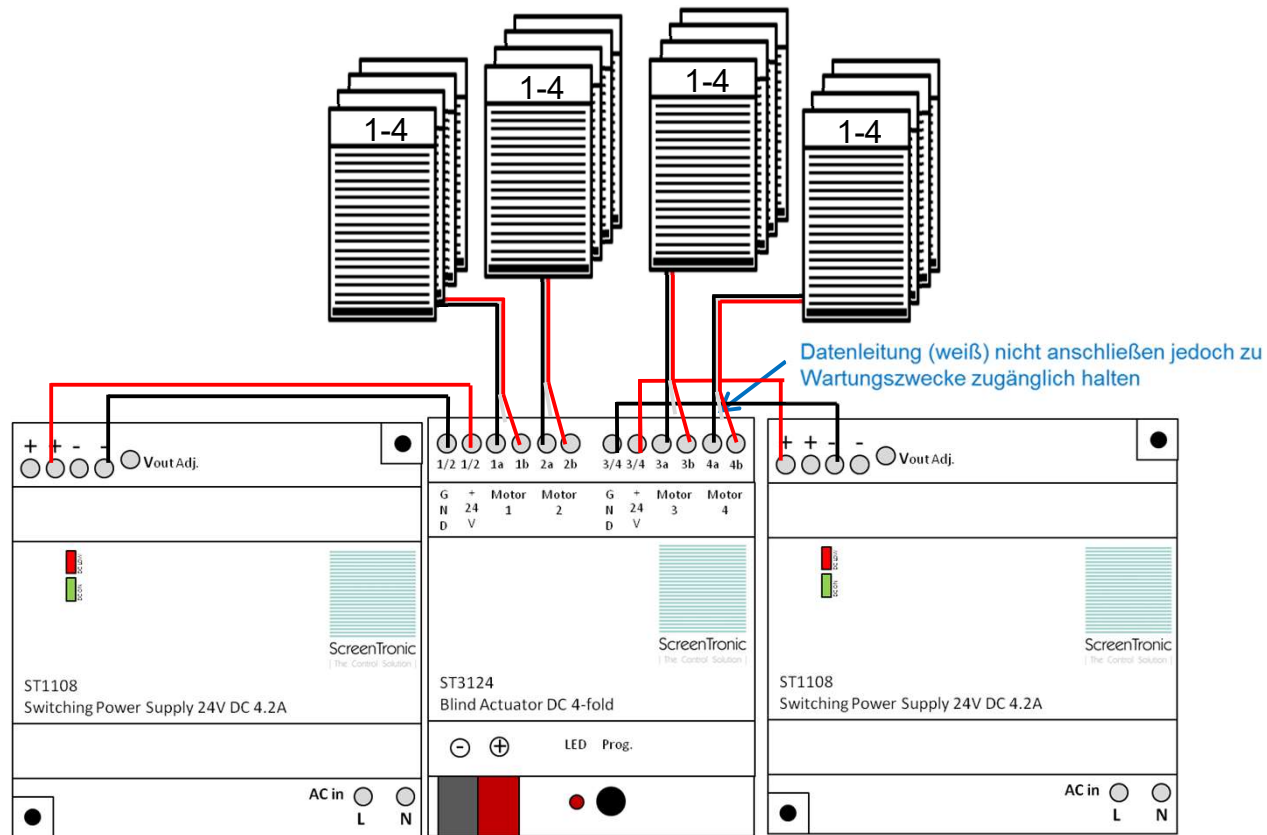 1-4
1-4
1-4
1-4
Datenleitung (weiß) nicht anschließen jedoch zu
Wartungszwecke zugänglich halten
+ + - -
Vout Adj.
1/2 1/2 1a 1b 2a 2b 3/4 3/4 3a 3b 4a 4b
GND
+ 24 V
Motor 1
Motor 2
GND
+ 24 V
Motor 3
Motor 4
+ + - -
Vout Adj.
ScreenTronic
| The Control Solution |
ST1108
Switching Power Supply 24V DC 4.2A
AC in
L N
ScreenTronic
| The Control Solution |
ST3124
Blind Actuator DC 4-fold
- + LED Prog.
ScreenTronic
| The Control Solution |
ST1108
Switching Power Supply 24V DC 4.2A
AC in
L N